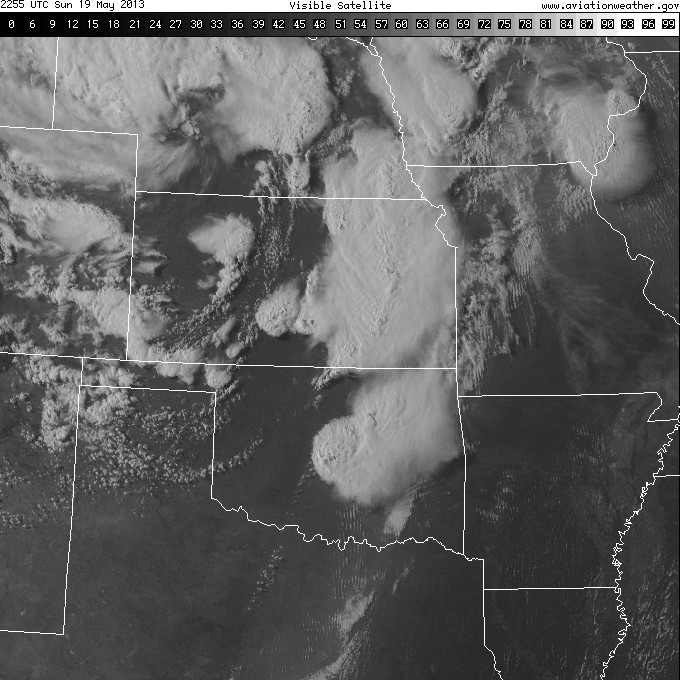 2255 UTC Sun 19 May 2013 Visible Satellite www.aviationweather.gov
0 6 9 12 15 18 21 24 27 30 33 36 39 42 45 48 51 54 57 60 63 66 69 72 75 78 81 84 87 90 93 96 99